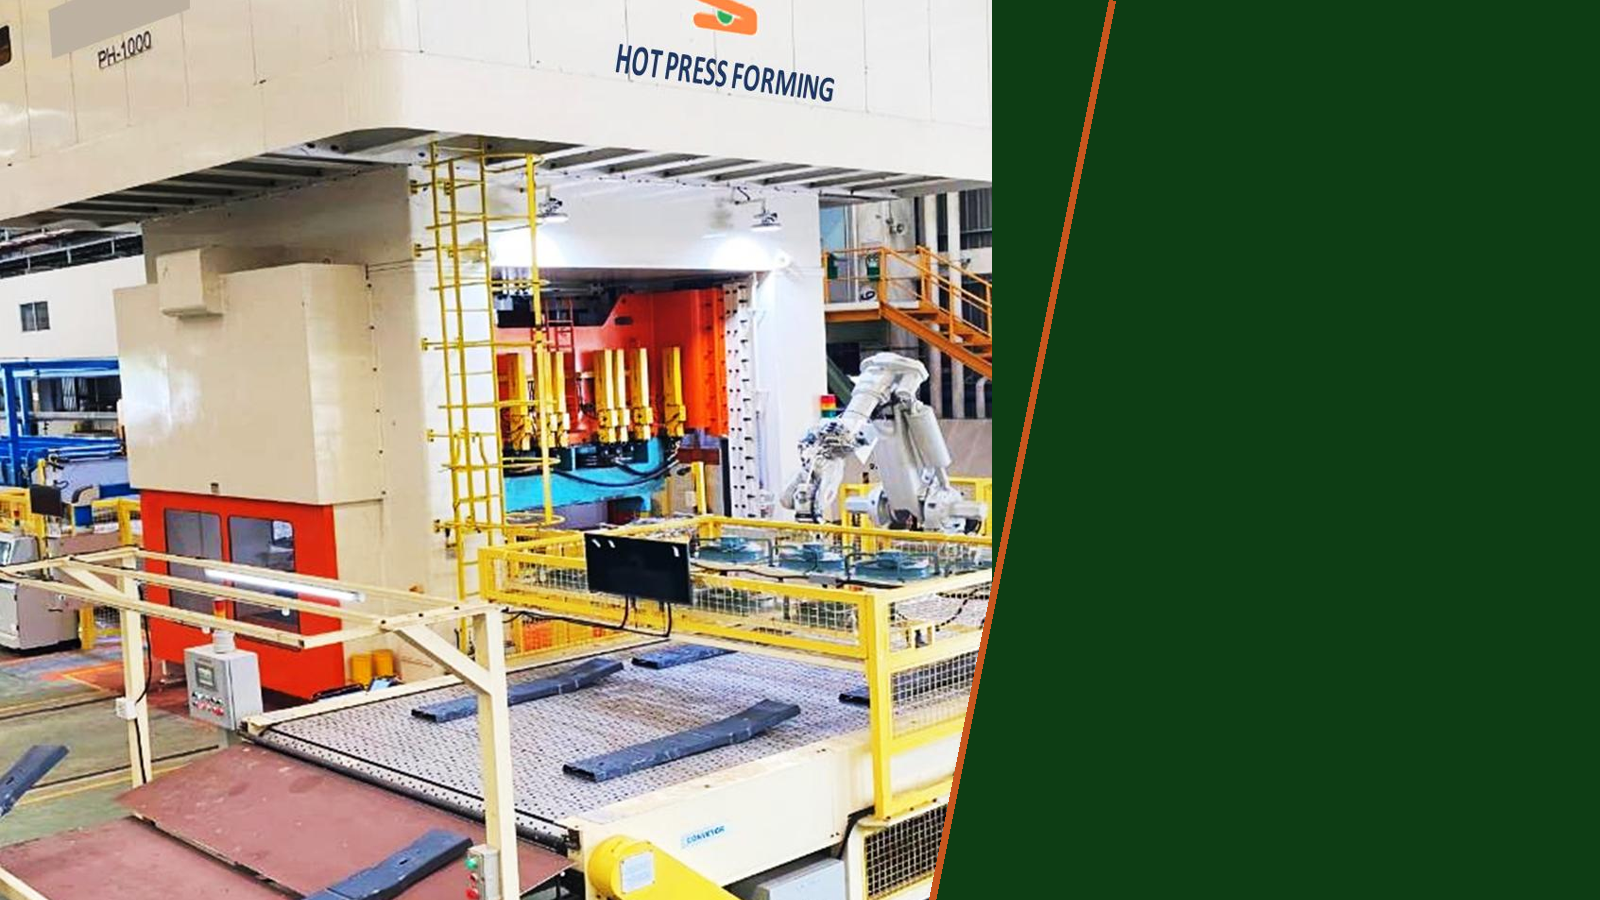 PH-1000
HOT PRESS FORMING
CONVEYOR